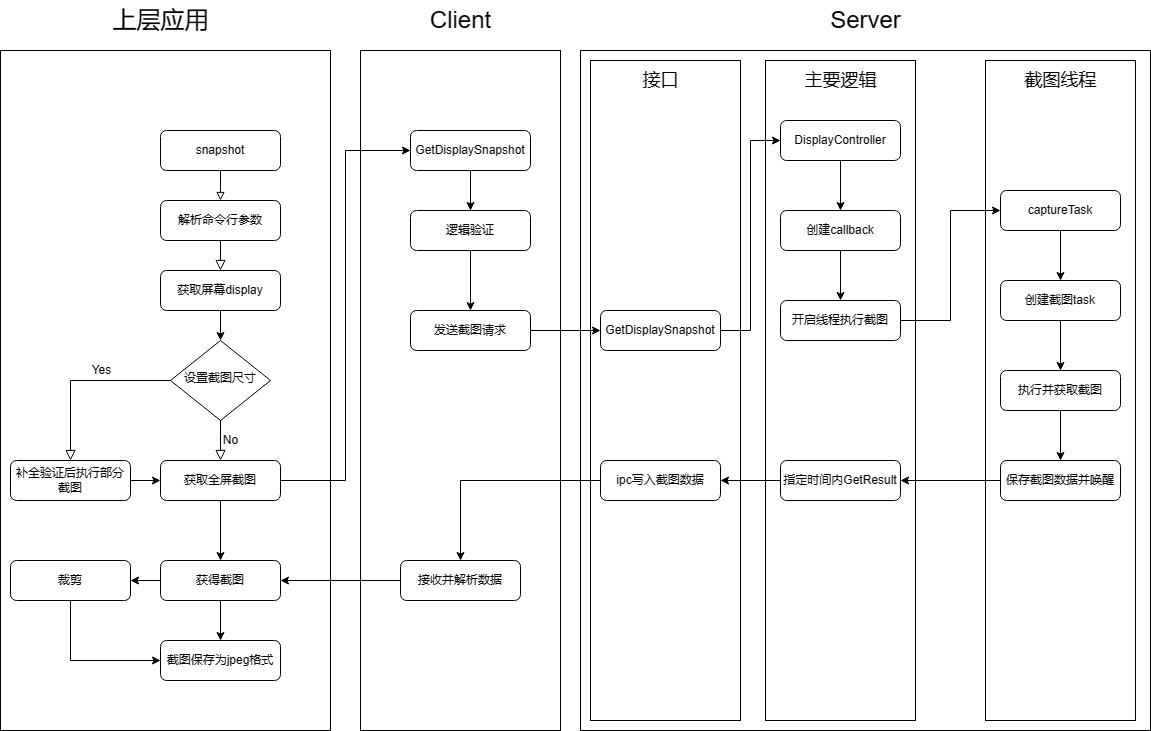 上层应用
Client
Server
接口
主要逻辑
截图线程
snapshot
解析命令行参数
获取屏幕display
设置截图尺寸
Yes
No
补全验证后执行部分
截图
获取全屏截图
裁剪
获得截图
截图保存为jpeg格式
GetDisplaySnapshot
逻辑验证
发送截图请求
接收并解析数据
GetDisplaySnapshot
ipc写入截图数据
DisplayController
创建callback
开启线程执行截图
指定时间内GetResult
captureTask
创建截图task
执行并获取截图
保存截图数据并唤醒